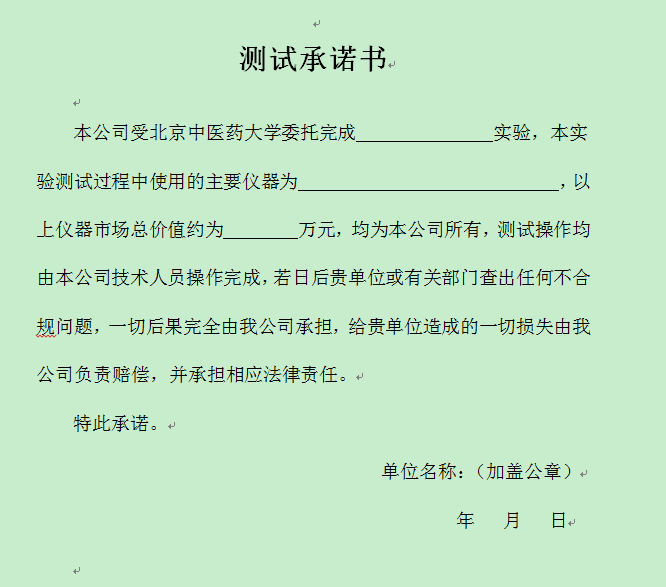 测试承诺书
本公司受北京中医药大学委托完成_______________实验，本实
验测试过程中使用的主要仪器为____________________________，以
上仪器市场总价值约为________万元，均为本公司所有，测试操作均
由本公司技术人员操作完成，若日后贵单位或有关部门查出任何不合
规问题，一切后果完全由我公司承担，给贵单位造成的一切损失由我
公司负责赔偿，并承担相应法律责任。
特此承诺。
单位名称：（加盖公章）
年 月 日